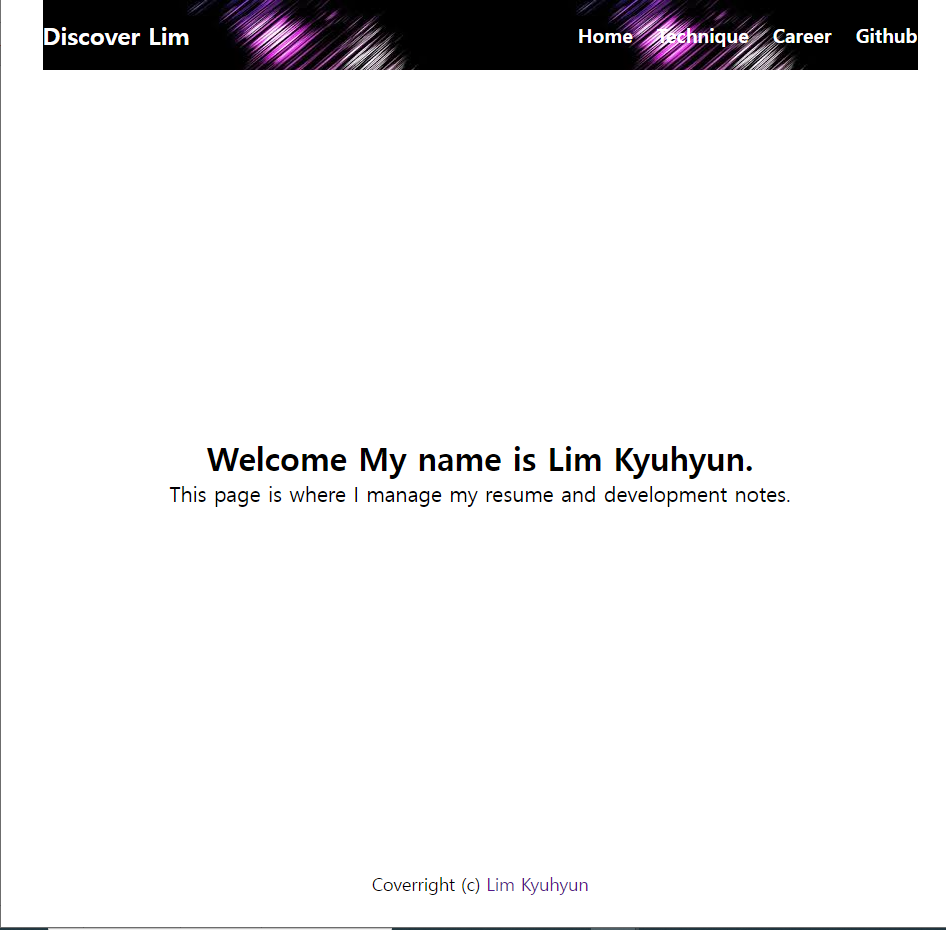 Discover Lim
Home Technique Career Github
Welcome My name is Lim Kyuhyun.
This page is where I manage my resume and development notes.
Coverright (c) Lim Kyuhyun